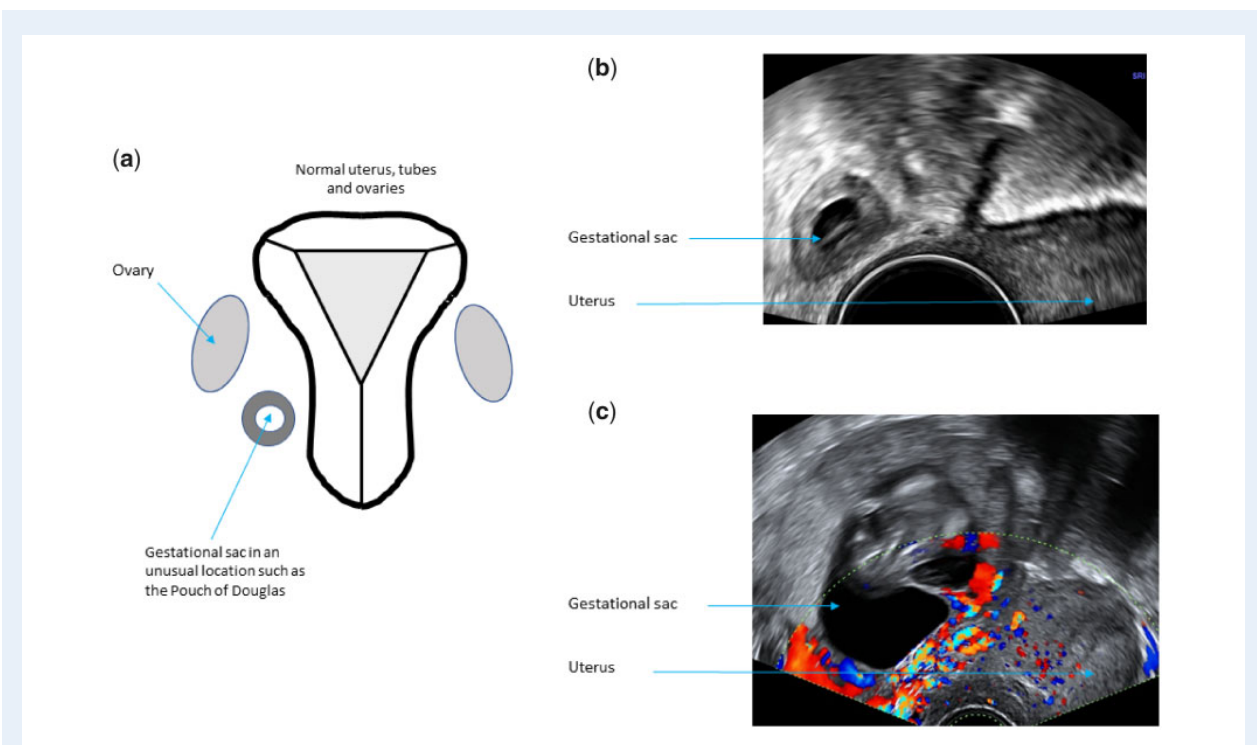 (a)
Normal uterus, tubes
and ovaries
Ovary
Gestational sac in an
unusual location such as
the Pouch of Douglas
(b)
SRI
Gestational sac
Uterus
(c)
Gestational sac
Uterus